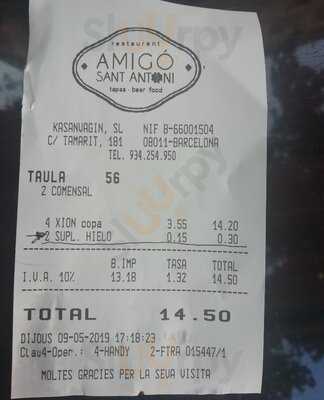 restaurant
AMIGÓ
SANT ANTONI
tapas · beer food
KASANVAGIN, SL NIF B-66001504
C/ TAMARIT, 181 08011-BARCELONA
TEL. 934.254.950
TAULA 56
2 COMENSAL
4 XION copa 3.55 14.20
2 SUPL. HIELO 0.15 0.30
B.IMP TASA TOTAL
I.V.A. 10% 13.18 1.32 14.50
TOTAL 14.50
DIJOUS 09-05-2019 17:18:23
Clau4-Oper.: 4-HANDY 2-FTRA 015447/1
MOLTES GRACIES PER LA SEVA VISITA